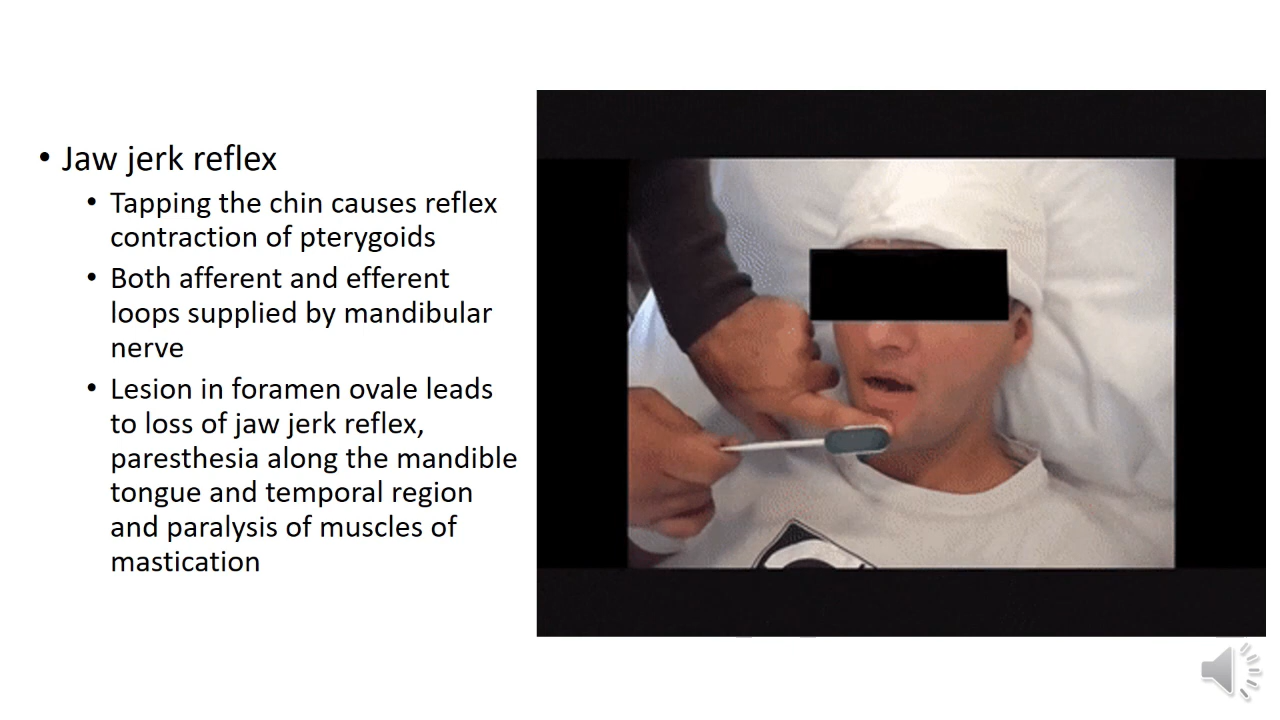 • Jaw jerk reflex
• Tapping the chin causes reflex
contraction of pterygoids
• Both afferent and efferent
loops supplied by mandibular
nerve
• Lesion in foramen ovale leads
to loss of jaw jerk reflex,
paresthesia along the mandible
tongue and temporal region
and paralysis of muscles of
mastication